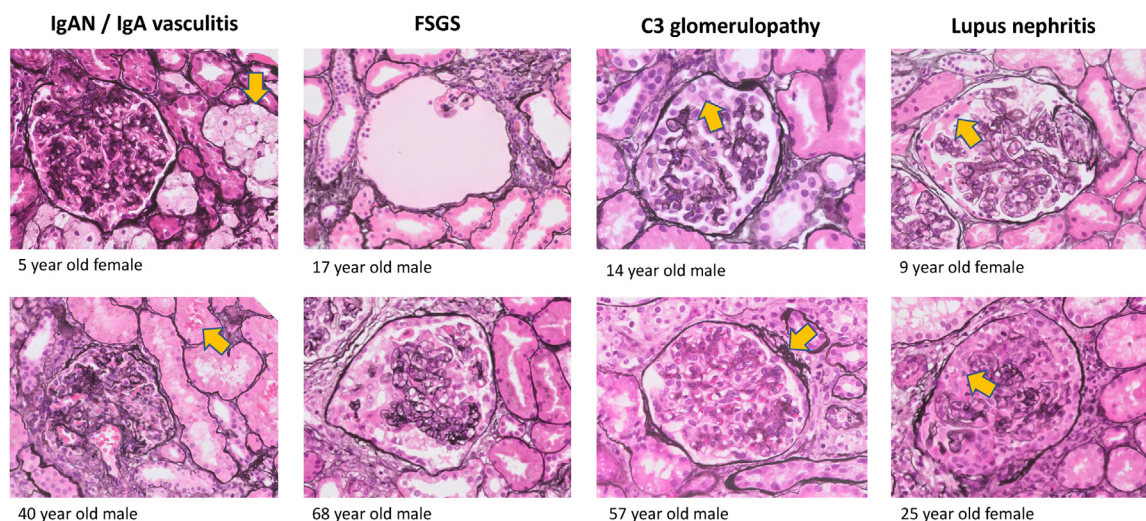 IgAN / IgA vasculitis
FSGS
C3 glomerulopathy
Lupus nephritis
5 year old female
17 year old male
14 year old male
9 year old female
40 year old male
68 year old male
57 year old male
25 year old female